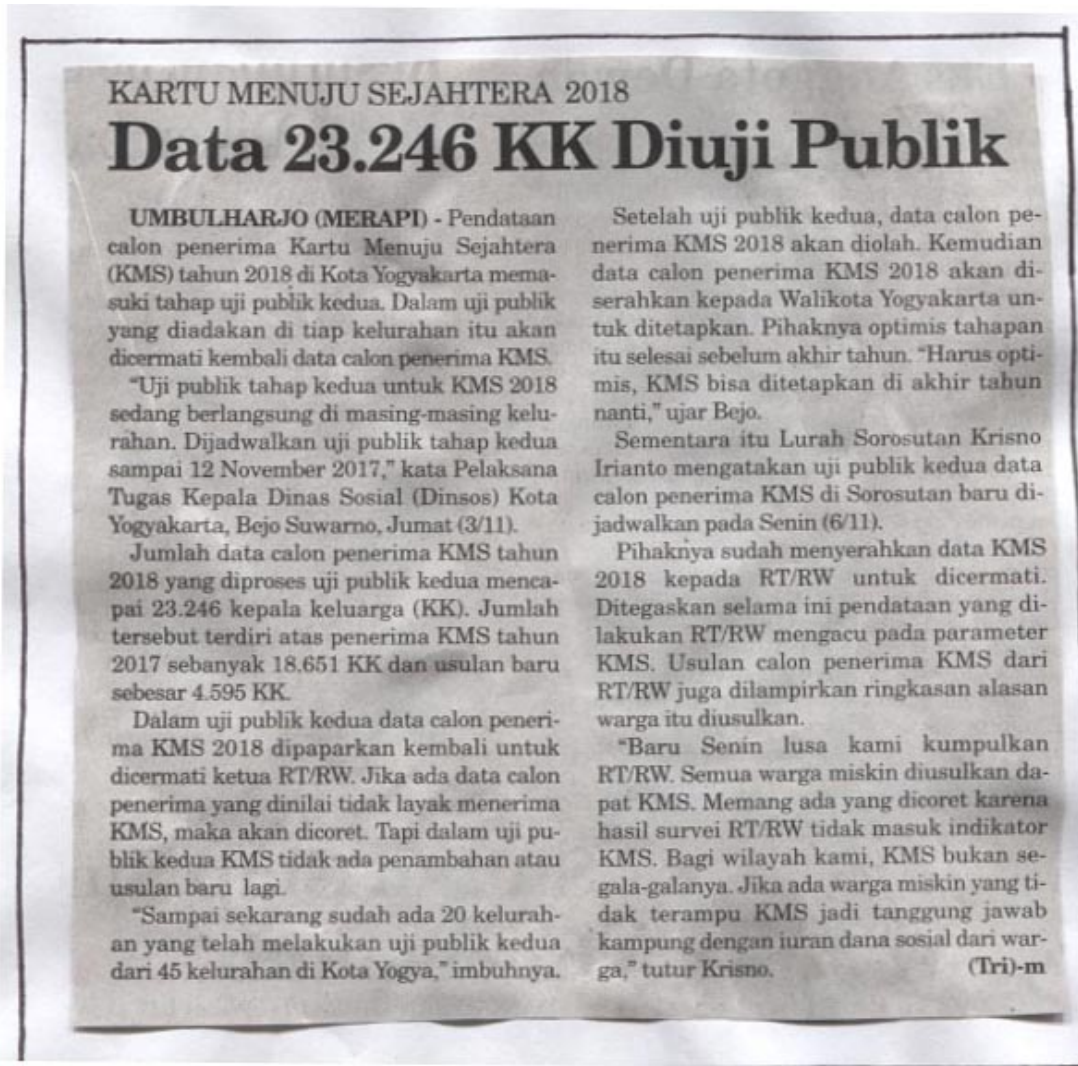 KARTU MENUJU SEJAHTERA 2018
Data 23.246 KK Diuji Publik
UMBULHARJO (MERAPI) - Pendataan
calon penerima Kartu Menuju Sejahtera
(KMS) tahun 2018 di Kota Yogyakarta mema-
suki tahap uji publik kedua. Dalam uji publik
yang diadakan di tiap kelurahan itu akan
dicermati kembali data calon penerima KMS.
"Uji publik tahap kedua untuk KMS 2018
sedang berlangsung di masing-masing kelu-
rahan. Dijadwalkan uji publik tahap kedua
sampai 12 November 2017," kata Pelaksana
Tugas Kepala Dinas Sosial (Dinsos) Kota
Yogyakarta, Bejo Suwarno, Jumat (3/11).
Jumlah data calon penerima KMS tahun
2018 yang diproses uji publik kedua menca-
pai 23.246 kepala keluarga (KK). Jumlah
tersebut terdiri atas penerima KMS tahun
2017 sebanyak 18.651 KK dan usulan baru
sebesar 4.595 KK.
Dalam uji publik kedua data calon peneri-
ma KMS 2018 dipaparkan kembali untuk
dicermati ketua RT/RW. Jika ada data calon
penerima yang dinilai tidak layak menerima
KMS, maka akan dicoret. Tapi dalam uji pu-
blik kedua KMS tidak ada penambahan atau
usulan baru lagi.
"Sampai sekarang sudah ada 20 kelurah-
an yang telah melakukan uji publik kedua
dari 45 kelurahan di Kota Yogya," imbuhnya.
Setelah uji publik kedua, data calon pe-
nerima KMS 2018 akan diolah. Kemudian
data calon penerima KMS 2018 akan di-
serahkan kepada Walikota Yogyakarta un-
tuk ditetapkan. Pihaknya optimis tahapan
itu selesai sebelum akhir tahun. "Harus opti-
mis, KMS bisa ditetapkan di akhir tahun
nanti," ujar Bejo.
Sementara itu Lurah Sorosutan Krisno
Irianto mengatakan uji publik kedua data
calon penerima KMS di Sorosutan baru di-
jadwalkan pada Senin (6/11).
Pihaknya sudah menyerahkan data KMS
2018 kepada RT/RW untuk dicermati.
Ditegaskan selama ini pendataan yang di-
lakukan RT/RW mengacu pada parameter
KMS. Usulan calon penerima KMS dari
RT/RW juga dilampirkan ringkasan alasan
warga itu diusulkan.
"Baru Senin lusa kami kumpulkan
RT/RW. Semua warga miskin diusulkan da-
pat KMS. Memang ada yang dicoret karena
hasil survei RT/RW tidak masuk indikator
KMS. Bagi wilayah kami, KMS bukan se-
gala-galanya. Jika ada warga miskin yang ti-
dak terampu KMS jadi tanggung jawab
kampung dengan iuran dana sosial dari war-
ga," tutur Krisno. (Tri)-m